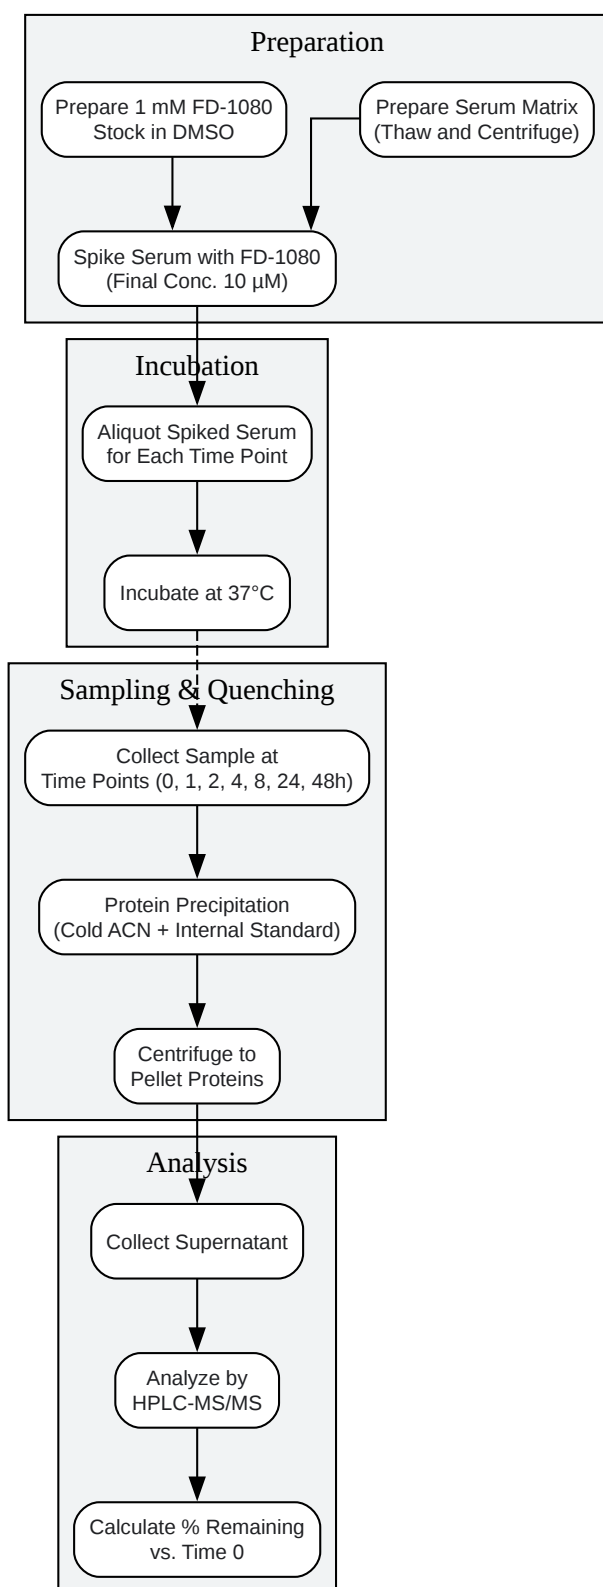 Preparation
Prepare 1 mM FD-1080
Stock in DMSO
Prepare Serum Matrix
(Thaw and Centrifuge)
Spike Serum with FD-1080
(Final Conc. 10 µM)
Incubation
Aliquot Spiked Serum
for Each Time Point
Incubate at 37°C
Sampling & Quenching
Collect Sample at
Time Points (0, 1, 2, 4, 8, 24, 48h)
Protein Precipitation
(Cold ACN + Internal Standard)
Centrifuge to
Pellet Proteins
Analysis
Collect Supernatant
Analyze by
HPLC-MS/MS
Calculate % Remaining
vs. Time 0